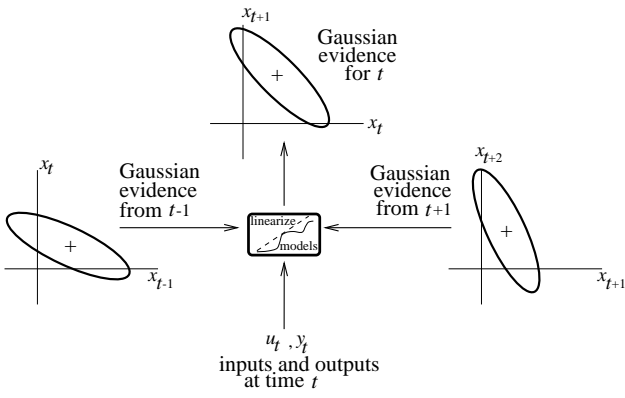 x_{t+1}
Gaussian
evidence
for t
x_t
x_t
Gaussian
evidence
from t-1
x_{t-1}
linearize
models
Gaussian
evidence
from t+1
x_{t+2}
x_{t+1}
u_t , y_t
inputs and outputs
at time t